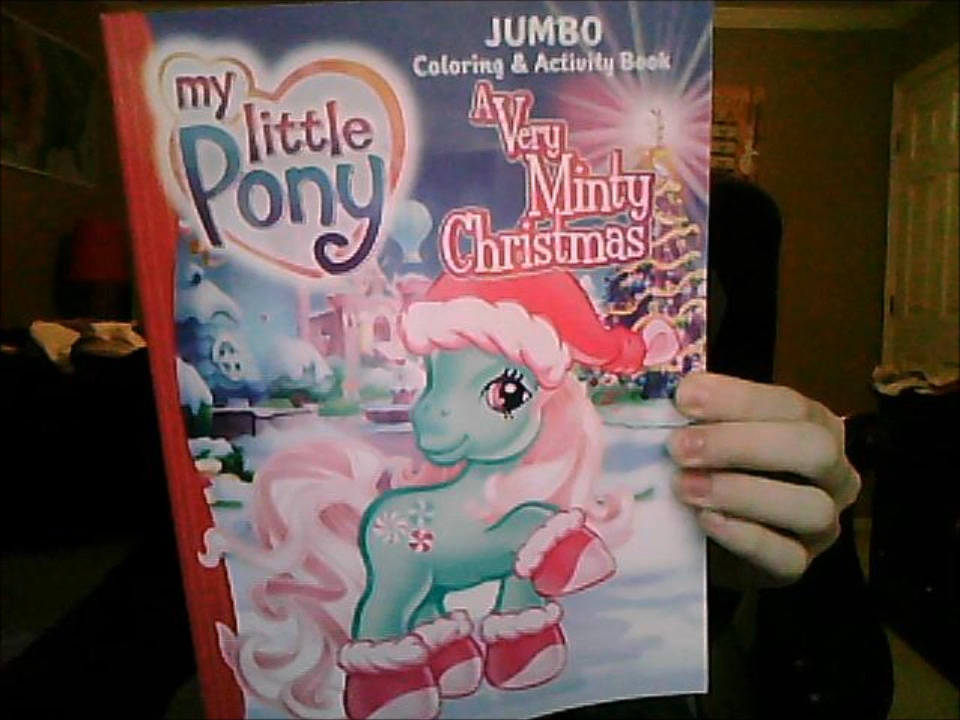 my
little
Pony
JUMBO
Coloring & Activity Book
A
Very
Minty
Christmas